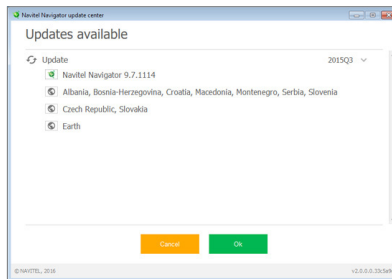 Navitel Navigator update center
Updates available
Update 2015Q3
Navitel Navigator 9.7.1114
Albania, Bosnia-Herzegovina, Croatia, Macedonia, Montenegro, Serbia, Slovenia
Czech Republic, Slovakia
Earth
Cancel Ok
© NAVITEL, 2016